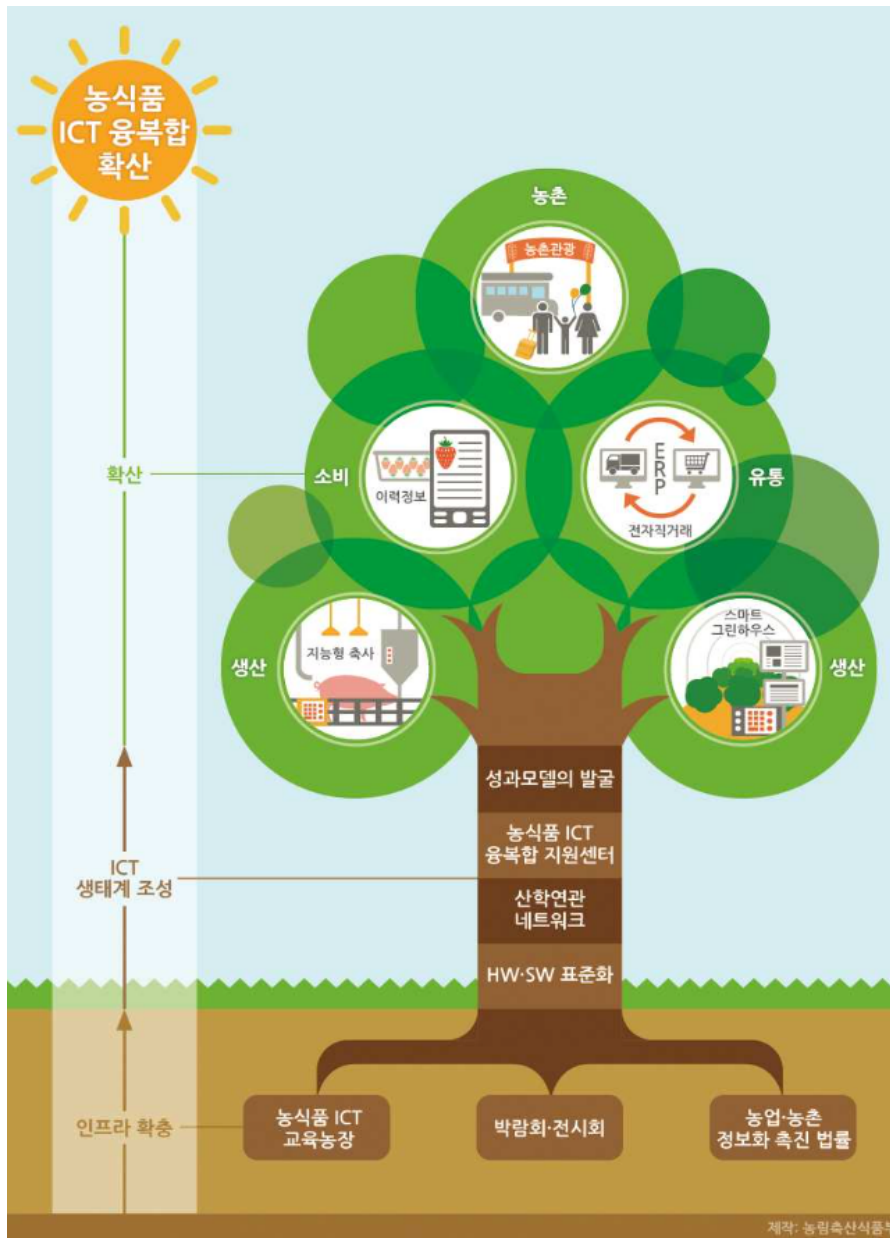 농식품
ICT 융복합
확산
농촌
농촌관광
확산
소비
이력정보
ERP
전자직거래
유통
생산
지능형 축사
스마트
그린하우스
생산
성과모델의 발굴
농식품 ICT
융복합 지원센터
ICT
생태계 조성
산학연관
네트워크
HW·SW 표준화
인프라 확충
농식품 ICT
교육농장
박람회·전시회
농업·농촌
정보화 촉진 법률
제작: 농림축산식품부